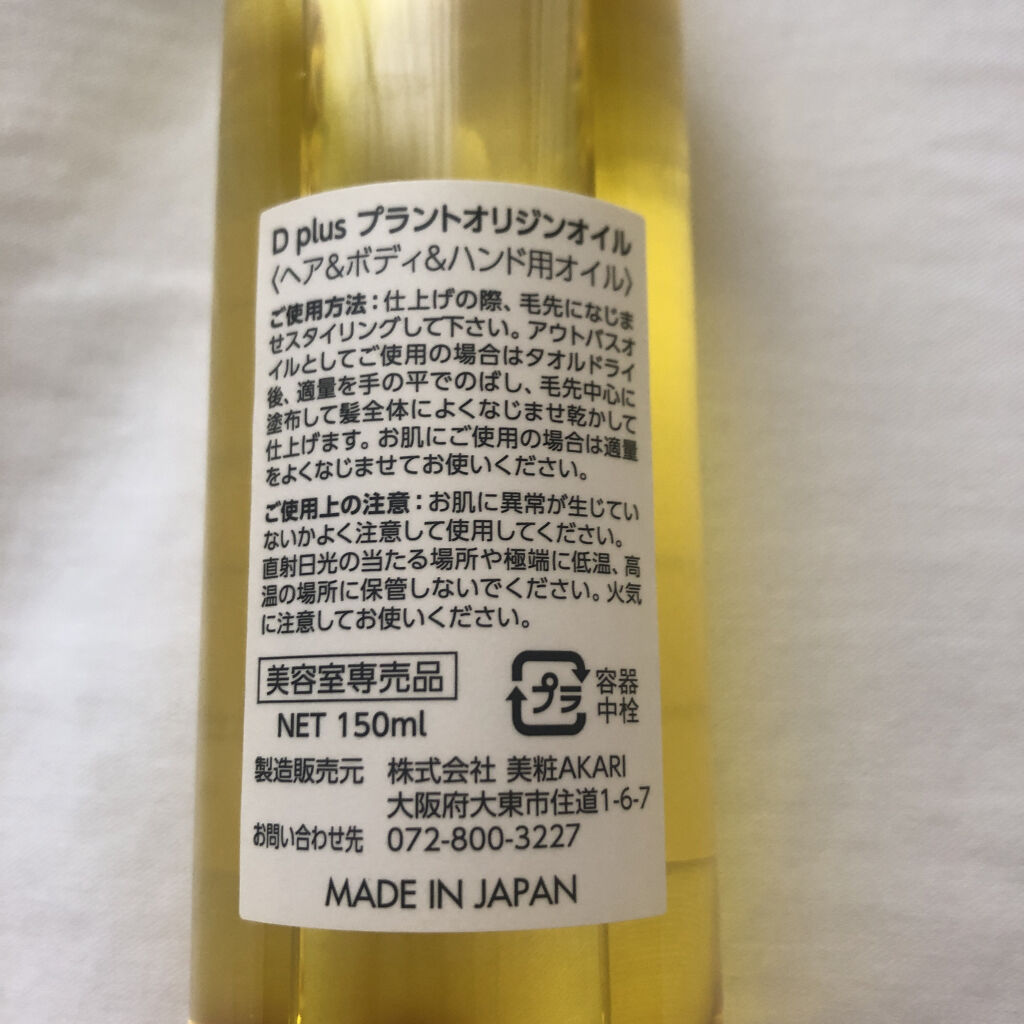 D plus プラントオリジンオイル
〈ヘア&ボディ&ハンド用オイル〉
ご使用方法：仕上げの際、毛先になじま
せスタイリングして下さい。アウトバスオ
イルとしてご使用の場合はタオルドライ
後、適量を手の平でのばし、毛先中心に
塗布して髪全体によくなじませ乾かして
仕上げます。お肌にご使用の場合は適量
をよくなじませてお使いください。
ご使用上の注意：お肌に異常が生じてい
ないかよく注意して使用してください。
直射日光の当たる場所や極端に低温、高
温の場所に保管しないでください。火気
に注意してお使いください。
美容室専売品
NET 150ml
プラ
容器
中栓
製造販売元 株式会社 美粧AKARI
大阪府大東市住道1-6-7
お問い合わせ先 072-800-3227
MADE IN JAPAN